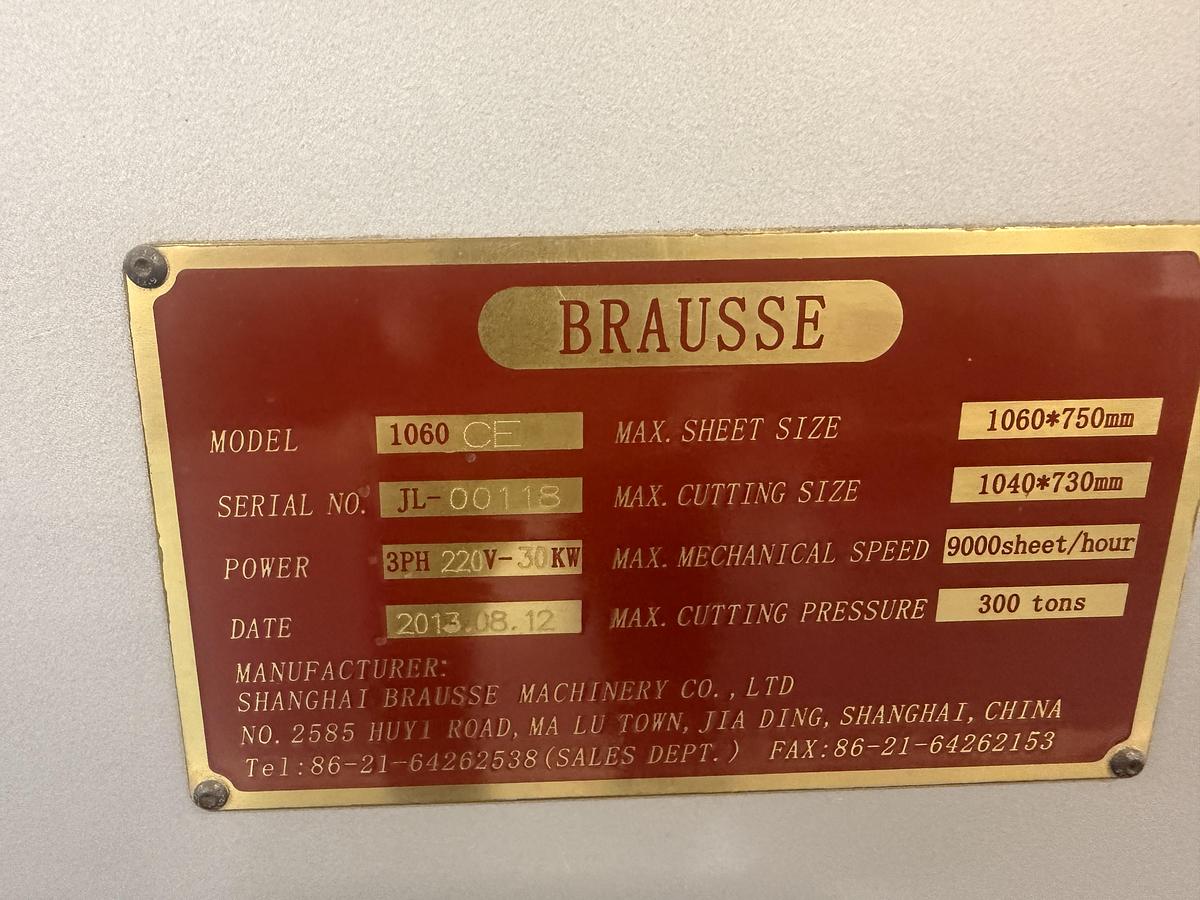 BRAUSSE
MODEL 1060 CE MAX. SHEET SIZE 1060*750mm
SERIAL NO. JL-00118 MAX. CUTTING SIZE 1040*730mm
POWER 3PH 220V-30KW MAX. MECHANICAL SPEED 9000sheet/hour
DATE 2013.08.12 MAX. CUTTING PRESSURE 300 tons
MANUFACTURER:
SHANGHAI BRAUSSE MACHINERY CO.,LTD
NO. 2585 HUYI ROAD, MA LU TOWN, JIA DING, SHANGHAI, CHINA
Tel:86-21-64262538(SALES DEPT.) FAX:86-21-64262153